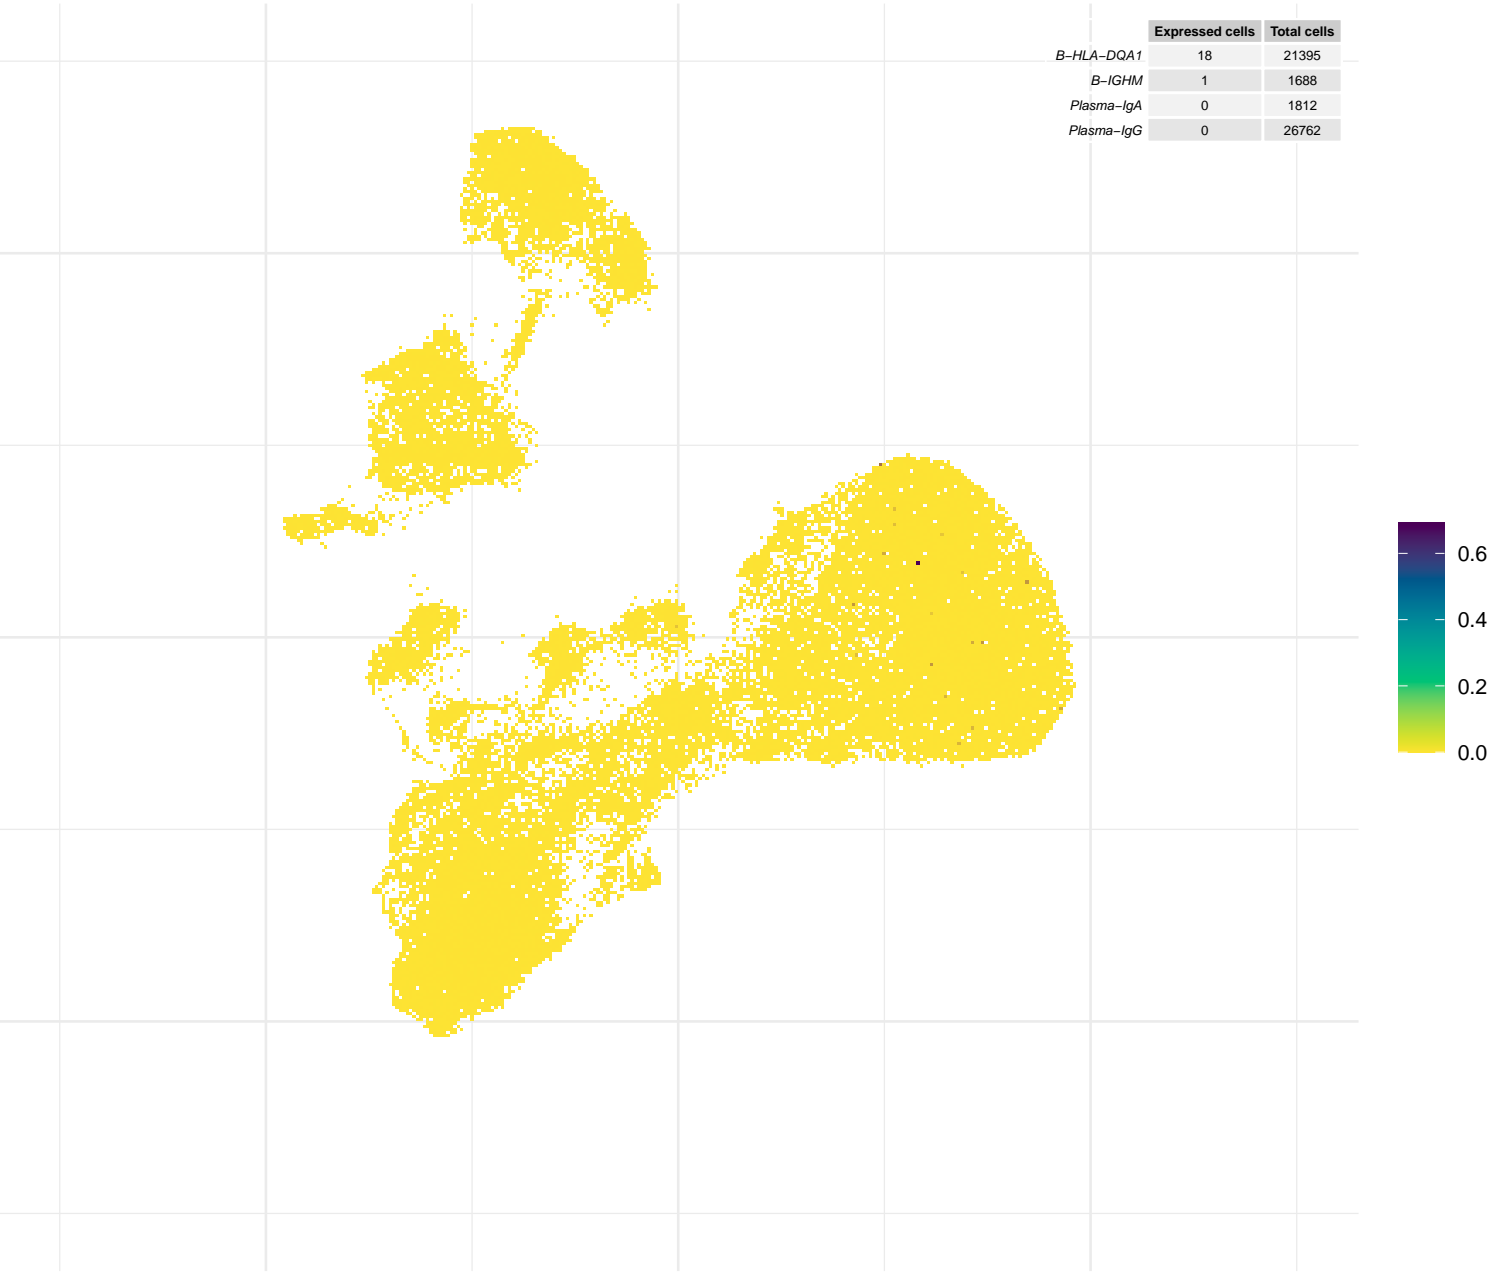 Expressed cells Total cells
B−HLA−DQA1 18 21395
B−IGHM 1 1688
Plasma−IgA 0 1812
Plasma−IgG 0 26762
0.6
0.4
0.2
0.0